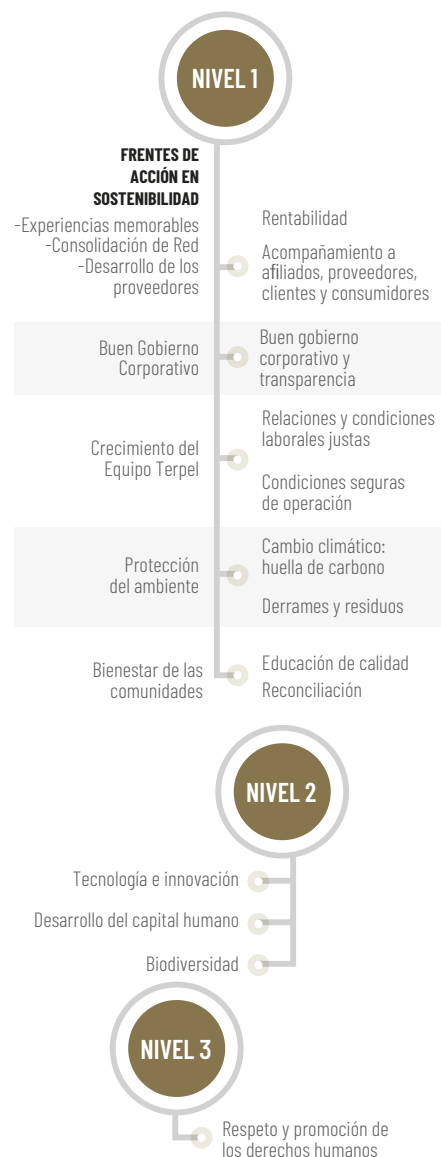 NIVEL 1
FRENTES DE
ACCIÓN EN
SOSTENIBILIDAD
-Experiencias memorables
-Consolidación de Red
-Desarrollo de los
proveedores
Rentabilidad
Acompañamiento a
afiliados, proveedores,
clientes y consumidores
Buen Gobierno
Corporativo
Buen gobierno
corporativo y
transparencia
Crecimiento del
Equipo Terpel
Relaciones y condiciones
laborales justas
Condiciones seguras
de operación
Protección
del ambiente
Cambio climático:
huella de carbono
Derrames y residuos
Bienestar de las
comunidades
Educación de calidad
Reconciliación
NIVEL 2
Tecnología e innovación
Desarrollo del capital humano
Biodiversidad
NIVEL 3
Respeto y promoción de
los derechos humanos